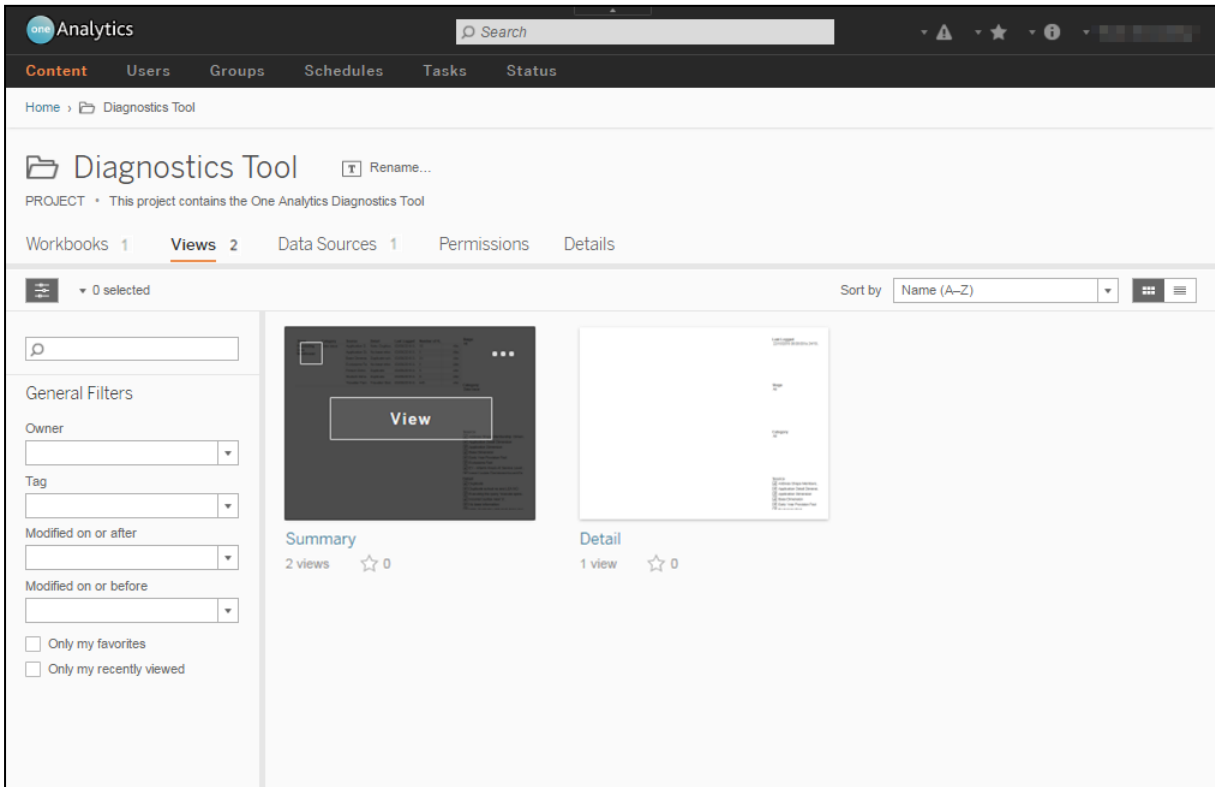 one Analytics
Search
Content Users Groups Schedules Tasks Status
Home › Diagnostics Tool
Diagnostics Tool
T Rename...
PROJECT • This project contains the One Analytics Diagnostics Tool
Workbooks 1 Views 2 Data Sources 1 Permissions Details
0 selected
Sort by Name (A–Z)
General Filters
Owner
Tag
Modified on or after
Modified on or before
Only my favorites
Only my recently viewed
View
Summary
2 views 0
Detail
1 view 0